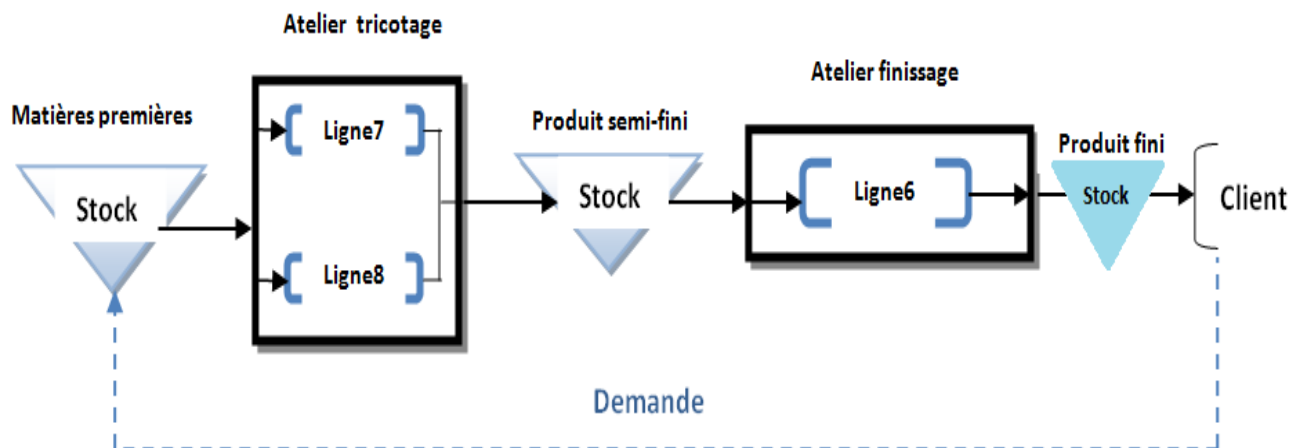 Atelier  tricotage
Atelier finissage
Matières premières
Produit semi-fini
Produit fini
Ligne7
Ligne8
Ligne6
Stock
Stock
Stock
Client
Demande